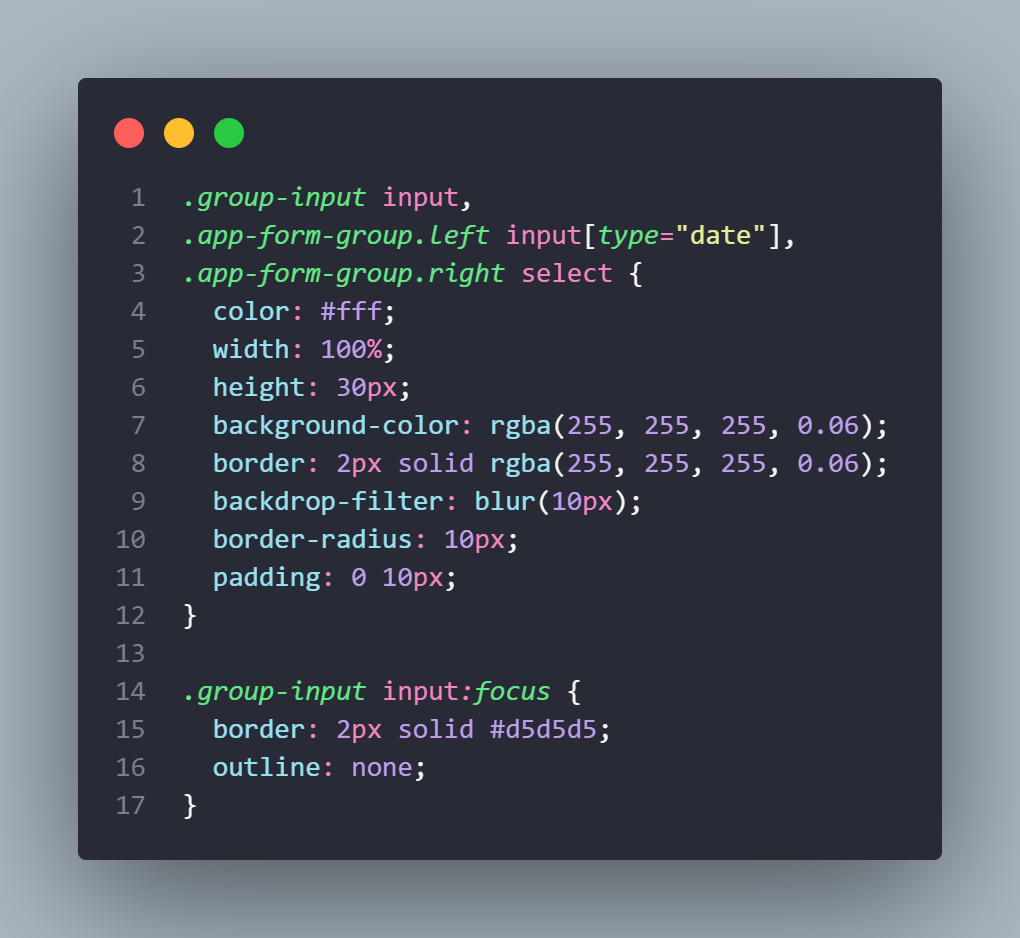 1 .group-input input,
2 .app-form-group.left input[type="date"],
3 .app-form-group.right select {
4   color: #fff;
5   width: 100%;
6   height: 30px;
7   background-color: rgba(255, 255, 255, 0.06);
8   border: 2px solid rgba(255, 255, 255, 0.06);
9   backdrop-filter: blur(10px);
10   border-radius: 10px;
11   padding: 0 10px;
12 }
13
14 .group-input input:focus {
15   border: 2px solid #d5d5d5;
16   outline: none;
17 }